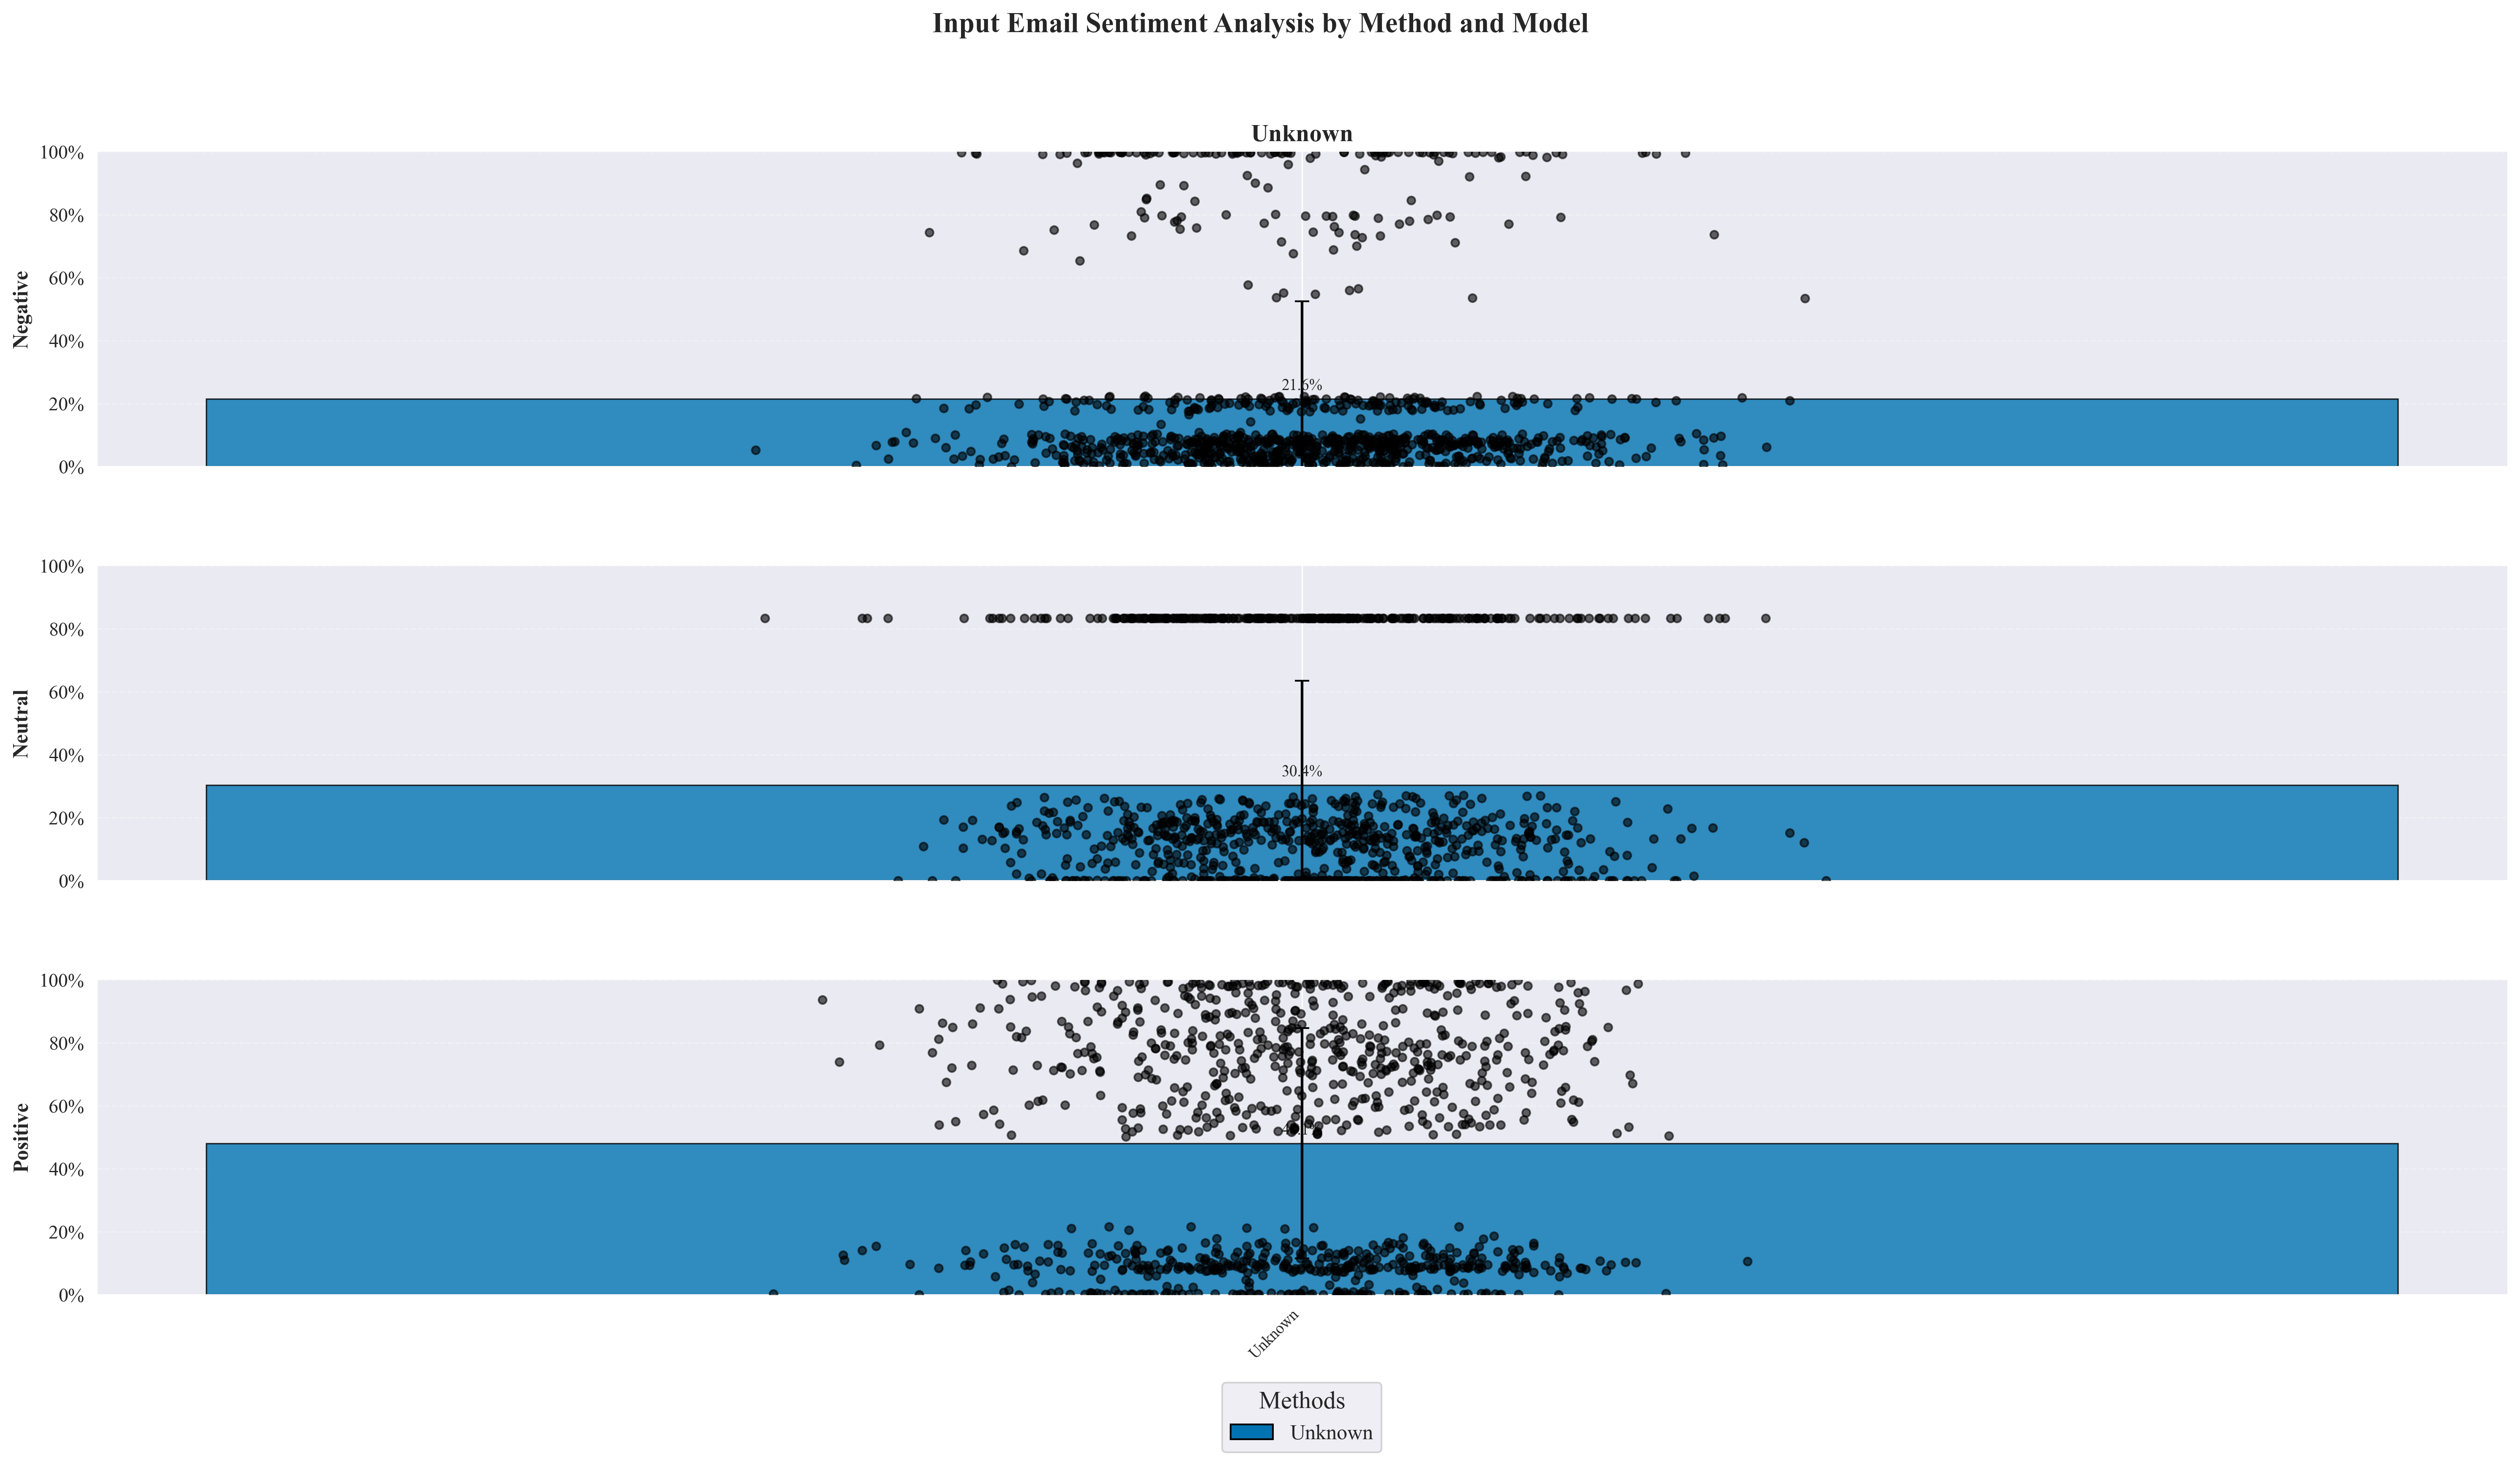 Input Email Sentiment Analysis by Method and Model
Unknown
Negative
100%
80%
60%
40%
20%
0%
21.6%
Neutral
100%
80%
60%
40%
20%
0%
30.4%
Positive
100%
80%
60%
40%
20%
0%
Unknown
Methods
Unknown